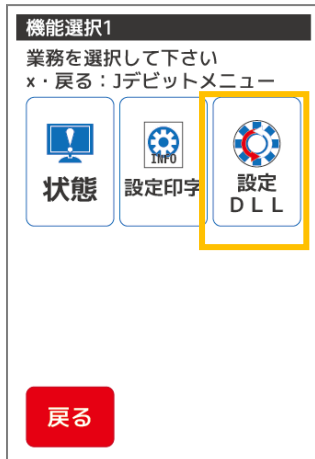 機能選択1
業務を選択して下さい
x・戻る：Jデビットメニュー
状態
INFO
設定印字
設定
ＤＬＬ
戻る